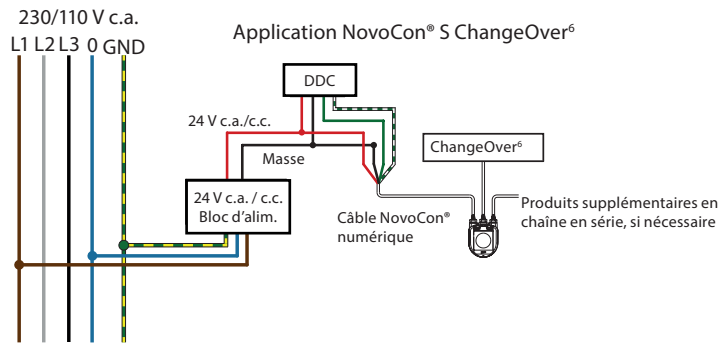 230/110 V c.a.
L1 L2 L3 0 GND
Application NovoCon® S ChangeOver⁶
DDC
24 V c.a./c.c.
Masse
ChangeOver⁶
24 V c.a. / c.c.
Bloc d'alim.
Câble NovoCon®
numérique
Produits supplémentaires en
chaîne en série, si nécessaire